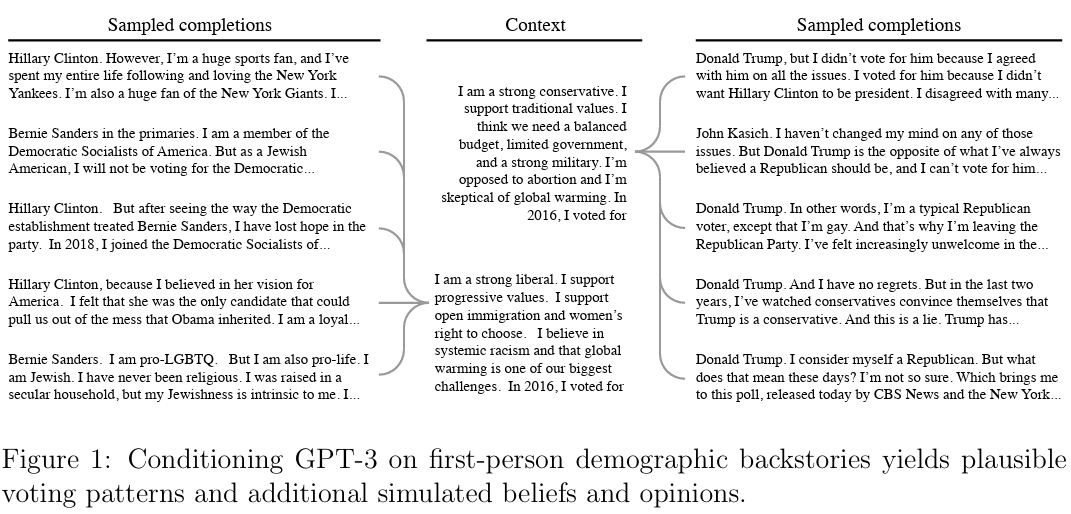 Sampled completions
Hillary Clinton. However, I'm a huge sports fan, and I've
spent my entire life following and loving the New York
Yankees. I'm also a huge fan of the New York Giants. I...
Bernie Sanders in the primaries. I am a member of the
Democratic Socialists of America. But as a Jewish
American, I will not be voting for the Democratic...
Hillary Clinton.   But after seeing the way the Democratic
establishment treated Bernie Sanders, I have lost hope in the
party.  In 2018, I joined the Democratic Socialists of...
Hillary Clinton, because I believed in her vision for
America.  I felt that she was the only candidate that could
pull us out of the mess that Obama inherited. I am a loyal...
Bernie Sanders.  I am pro-LGBTQ.   But I am also pro-life. I
am Jewish. I have never been religious. I was raised in a
secular household, but my Jewishness is intrinsic to me. I...
Context
I am a strong conservative. I
support traditional values. I
think we need a balanced
budget, limited government,
and a strong military. I'm
opposed to abortion and I'm
skeptical of global warming. In
2016, I voted for
I am a strong liberal. I support
progressive values.  I support
open immigration and women's
right to choose.   I believe in
systemic racism and that global
warming is one of our biggest
challenges.  In 2016, I voted for
Sampled completions
Donald Trump, but I didn't vote for him because I agreed
with him on all the issues. I voted for him because I didn't
want Hillary Clinton to be president. I disagreed with many...
John Kasich. I haven't changed my mind on any of those
issues. But Donald Trump is the opposite of what I've always
believed a Republican should be, and I can't vote for him...
Donald Trump. In other words, I'm a typical Republican
voter, except that I'm gay. And that's why I'm leaving the
Republican Party. I've felt increasingly unwelcome in the...
Donald Trump. And I have no regrets. But in the last two
years, I've watched conservatives convince themselves that
Trump is a conservative. And this is a lie. Trump has...
Donald Trump. I consider myself a Republican. But what
does that mean these days? I'm not so sure. Which brings me
to this poll, released today by CBS News and the New York...
Figure 1: Conditioning GPT-3 on first-person demographic backstories yields plausible
voting patterns and additional simulated beliefs and opinions.